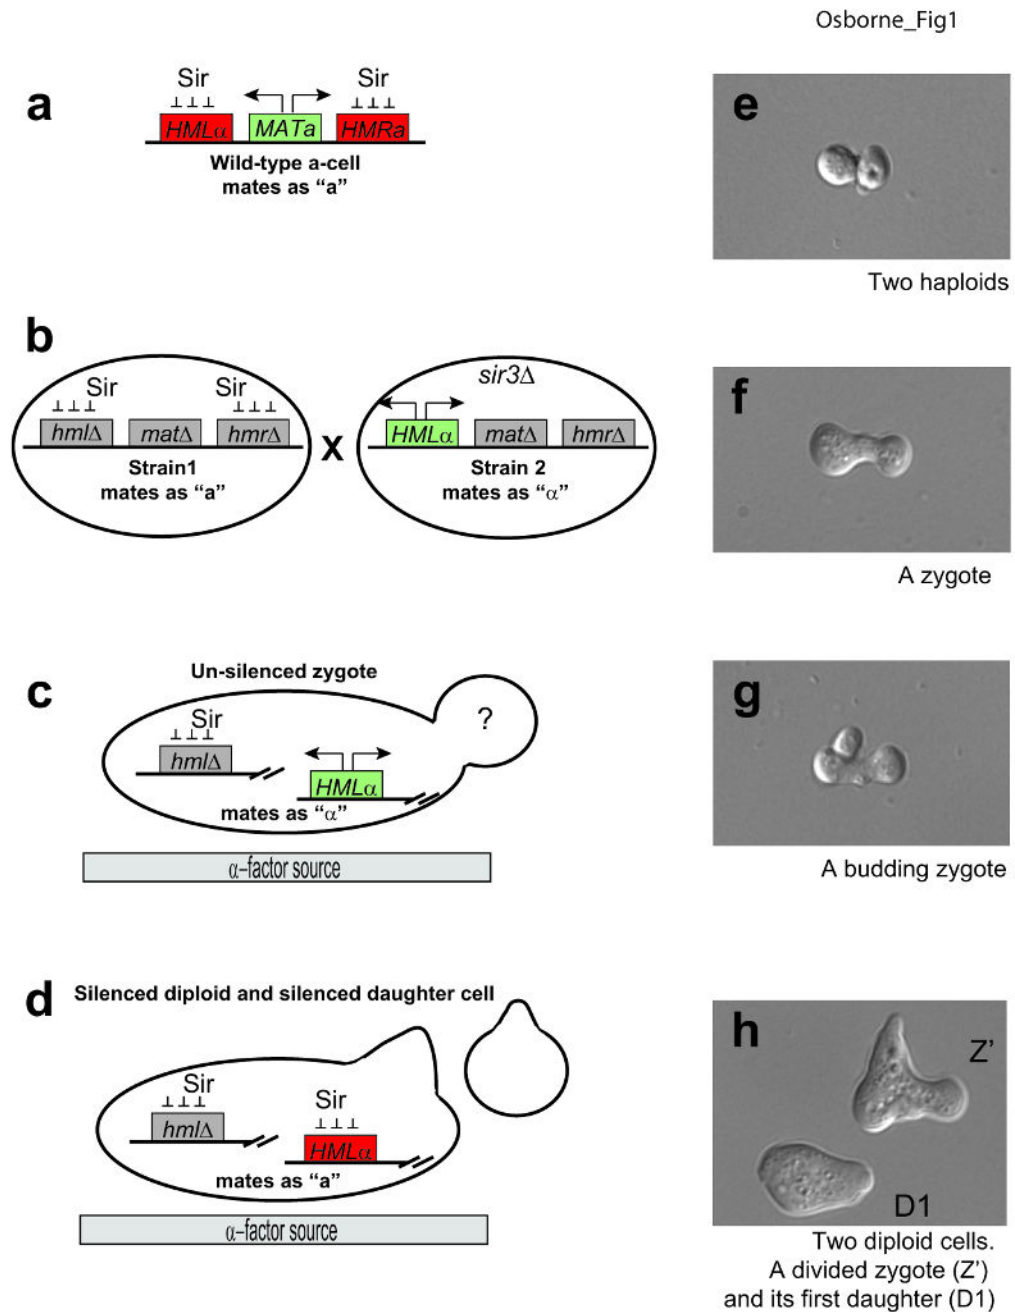 Osborne_Fig1
a
Sir
Sir
HMLα
MATa
HMRa
Wild-type a-cell
mates as “a”
e
Two haploids
b
Sir
Sir
hmlΔ
matΔ
hmrΔ
Strain1
mates as “a”
X
sir3Δ
HMLα
matΔ
hmrΔ
Strain 2
mates as “α”
f
A zygote
c
Un-silenced zygote
Sir
hmlΔ
HMLα
?
mates as “α”
α–factor source
g
A budding zygote
d
Silenced diploid and silenced daughter cell
Sir
hmlΔ
Sir
HMLα
mates as “a”
α–factor source
h
Z’
D1
Two diploid cells.
A divided zygote (Z’)
and its first daughter (D1)